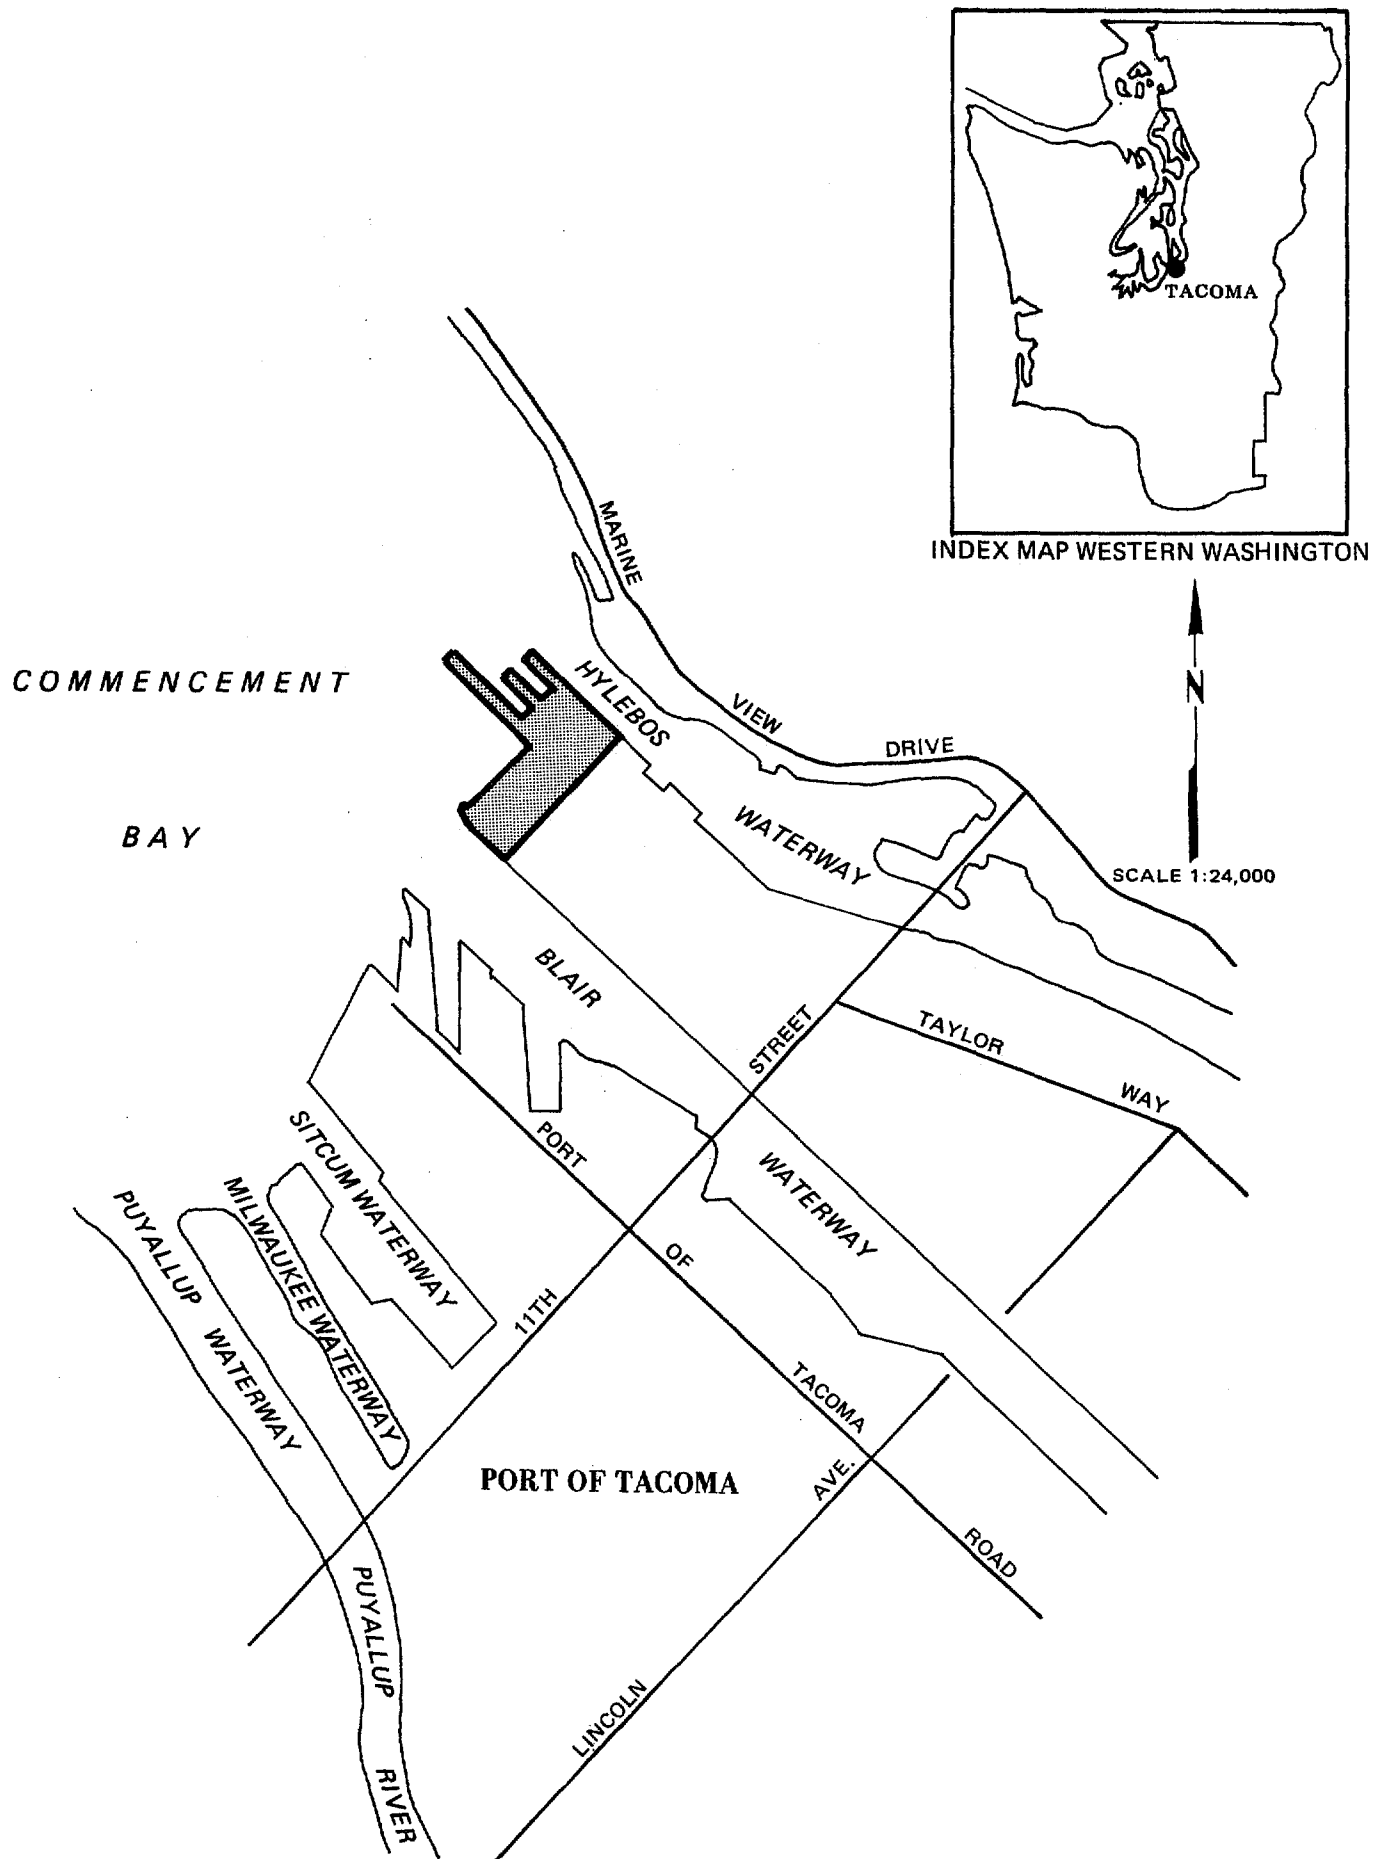 TACOMA
INDEX MAP WESTERN WASHINGTON
N
SCALE 1:24,000
MARINE
VIEW
DRIVE
COMMENCEMENT
BAY
HYLEBOS
WATERWAY
BLAIR
WATERWAY
STREET
11TH
TAYLOR
WAY
PORT
OF
TACOMA
ROAD
SITCUM WATERWAY
MILWAUKEE WATERWAY
PUYALLUP WATERWAY
PORT OF TACOMA
AVE.
LINCOLN
PUYALLUP
RIVER